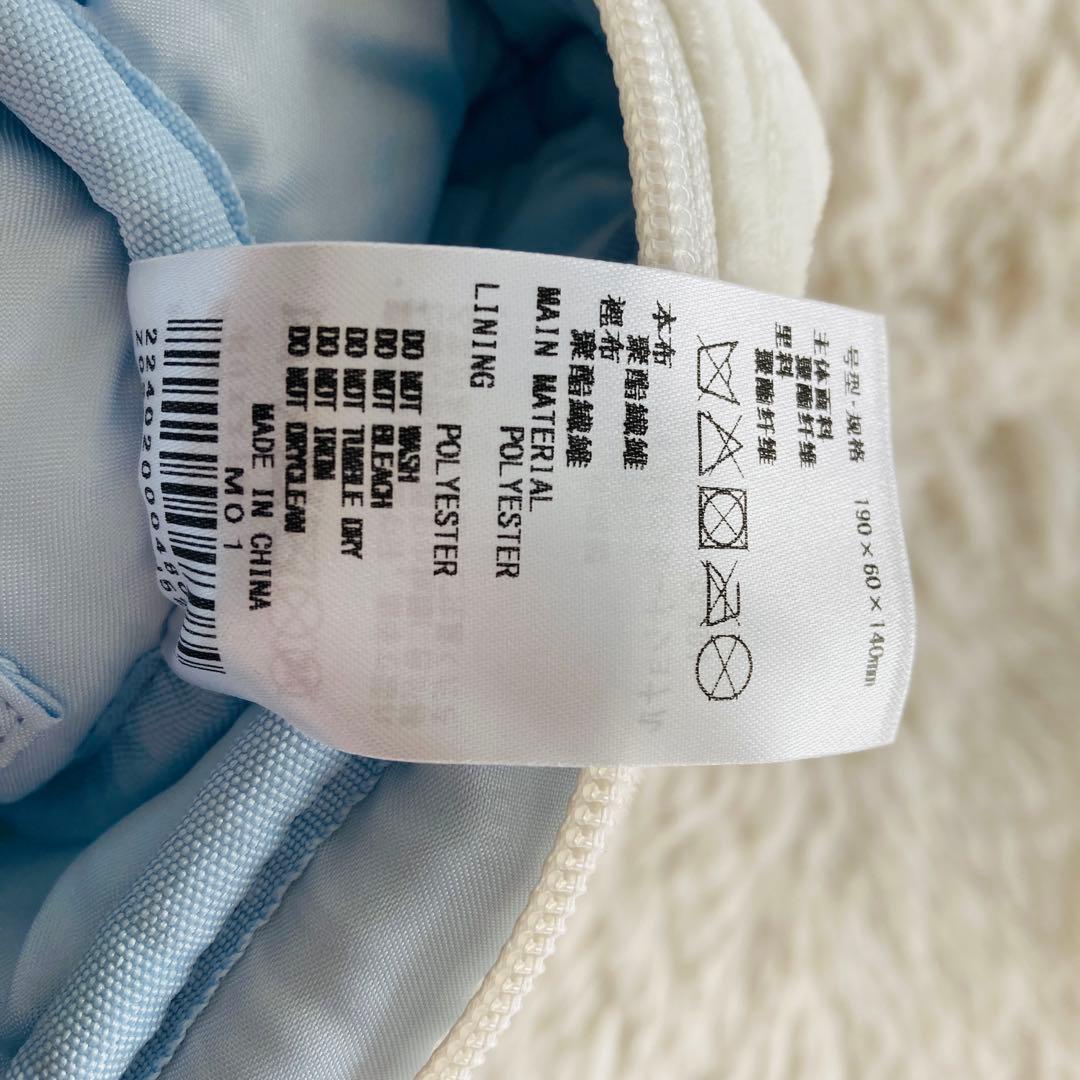 号型·规格 190×60×140mm
主体面料
聚酯纤维
里料
聚酯纤维
本布
聚酯纖維
裡布
聚酯纖維
MAIN MATERIAL
POLYESTER
LINING
POLYESTER
DO NOT WASH
DO NOT BLEACH
DO NOT TUMBLE DRY
DO NOT IRON
DO NOT DRYCLEAN
MADE IN CHINA
M01